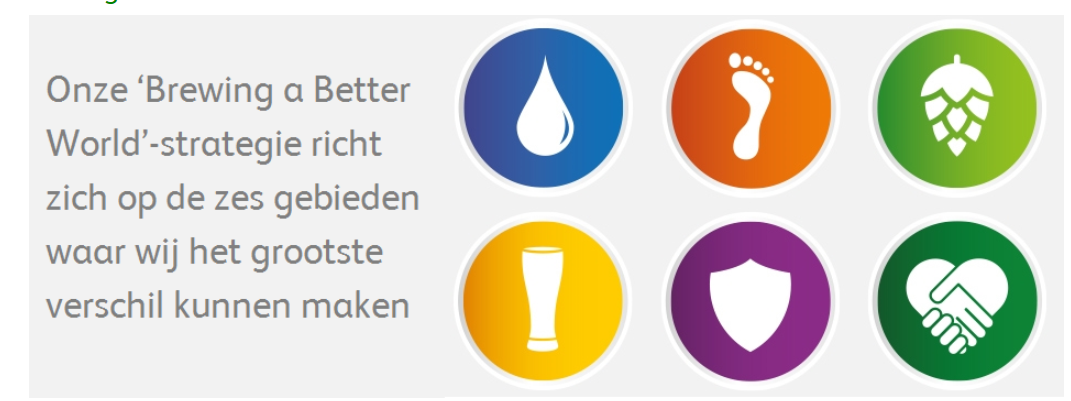 Onze ‘Brewing a Better
World’-strategie richt
zich op de zes gebieden
waar wij het grootste
verschil kunnen maken